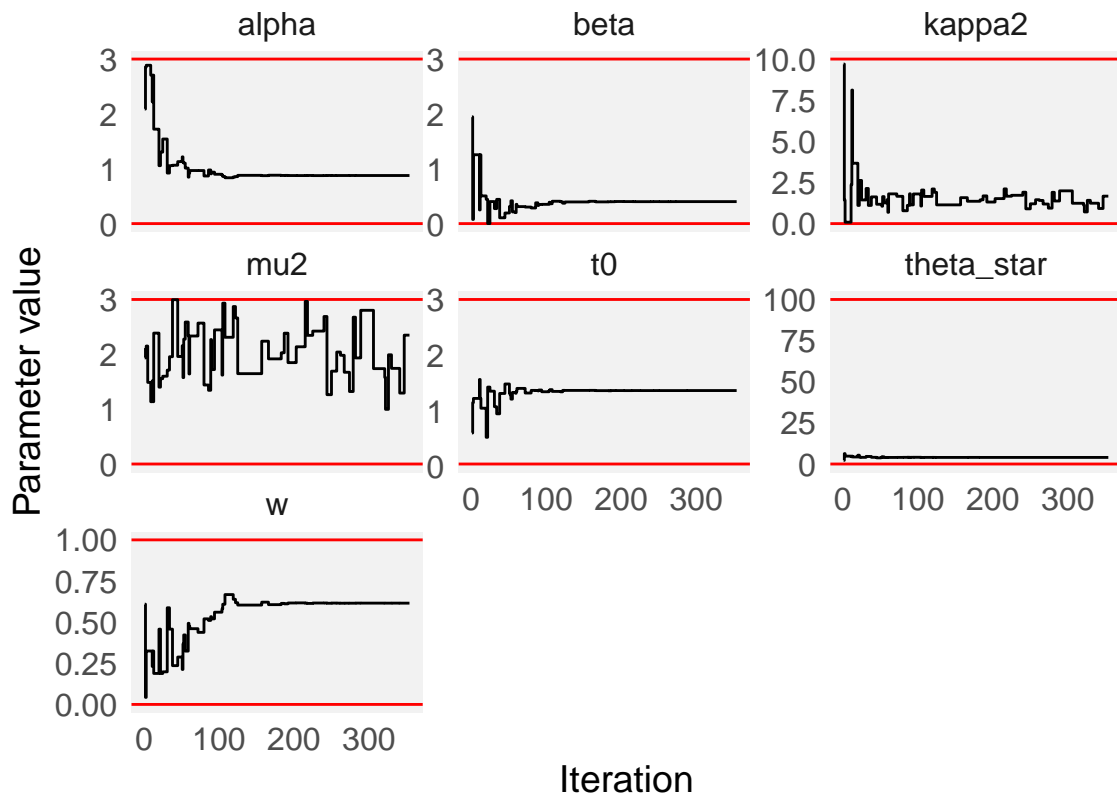 alpha beta kappa2
3 3 10.0
2 2 7.5
1 1 5.0
2.5
0 0 0.0
mu2 t0 theta_star
3 3 100
2 2 75
1 1 50
25
0 0 0
0 100 200 300 0 100 200 300
w
1.00
0.75
0.50
0.25
0.00
0 100 200 300
Parameter value
Iteration